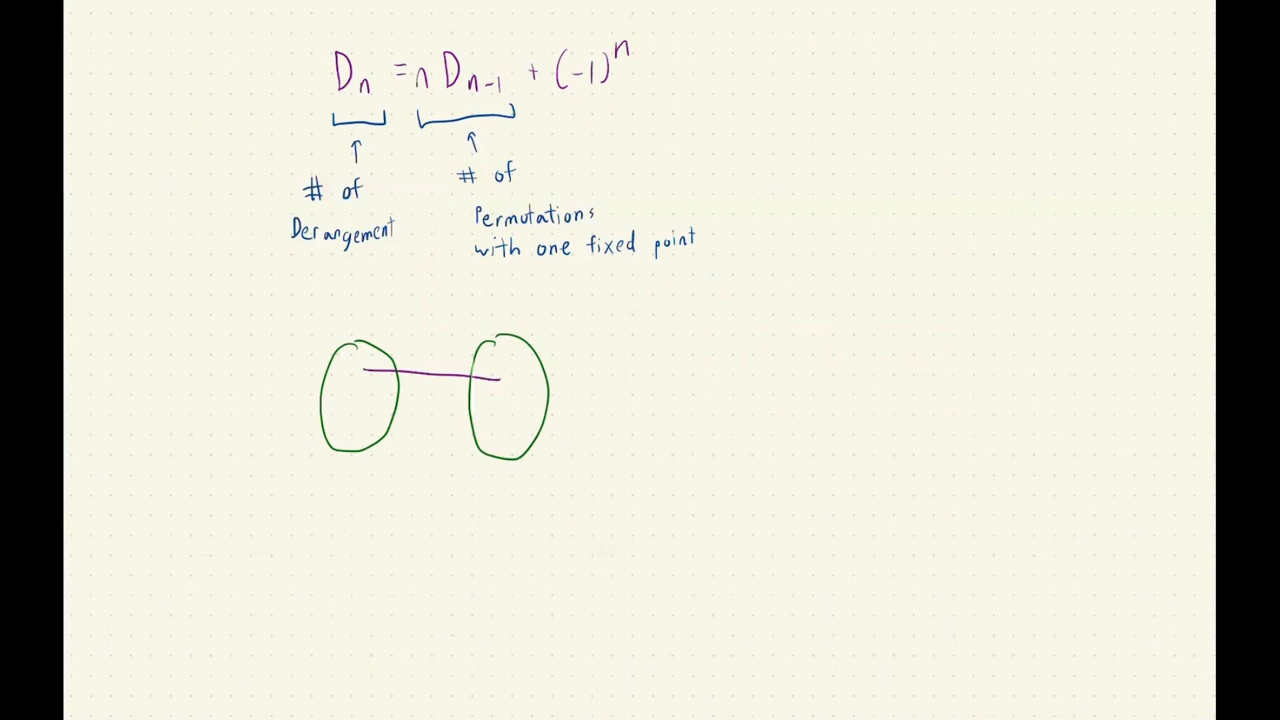 Dₙ = n Dₙ₋₁ + (-1)ⁿ
# of
Derangement
# of
Permutations
with one fixed point